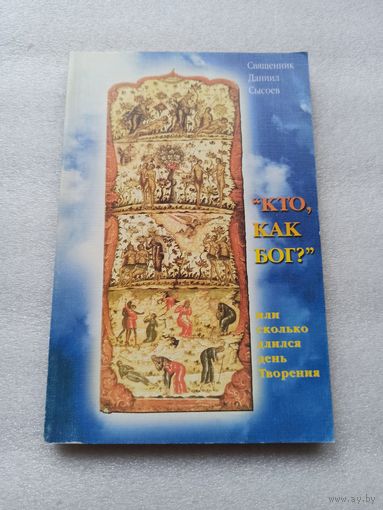 Священник
Даниил
Сысоев
"КТО,
КАК
БОГ?"
или
сколько
длился
день
Творения
www.ay.by